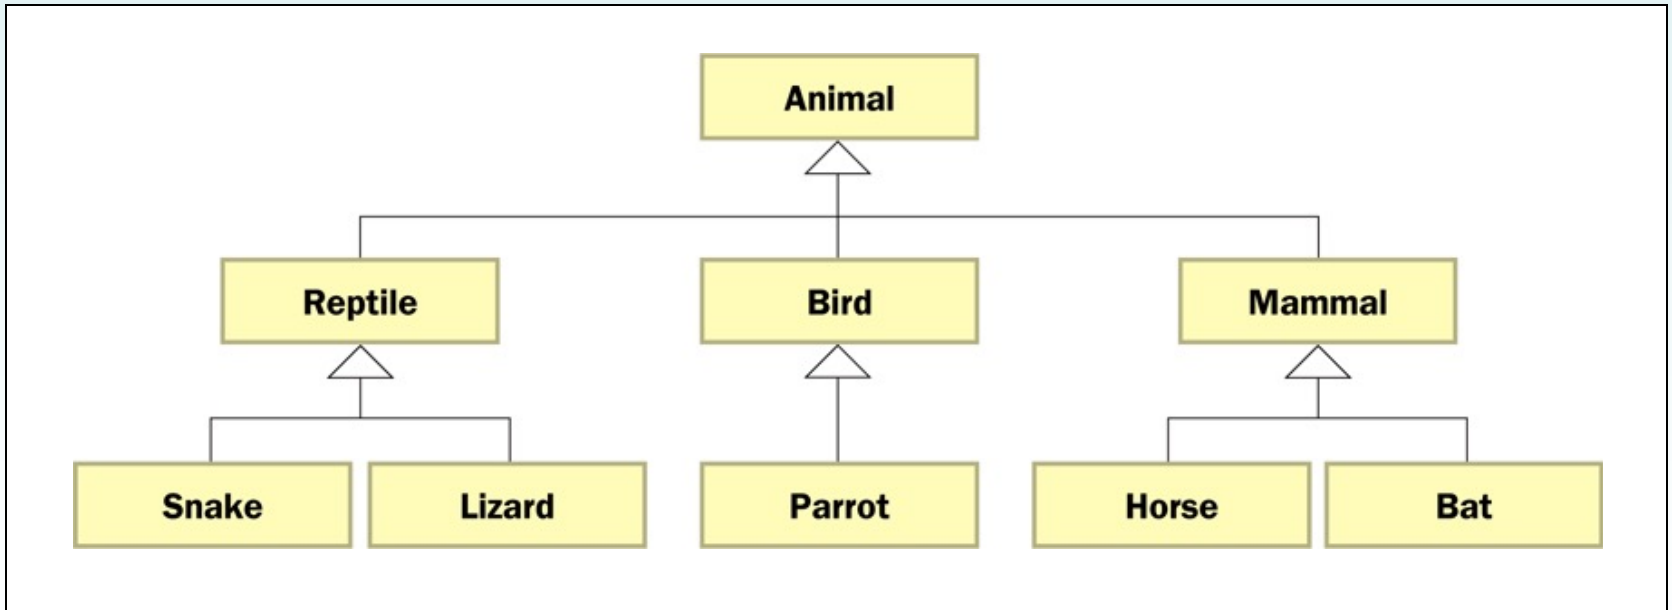 Animal
Reptile
Bird
Mammal
Snake
Lizard
Parrot
Horse
Bat